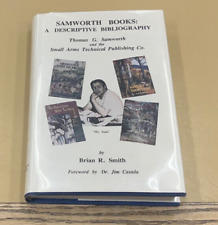 SAMWORTH BOOKS:
A DESCRIPTIVE BIBLIOGRAPHY
Thomas G. Samworth
and the
Small Arms Technical Publishing Co.
by
Brian R. Smith
Foreword by Dr. Jim Casada